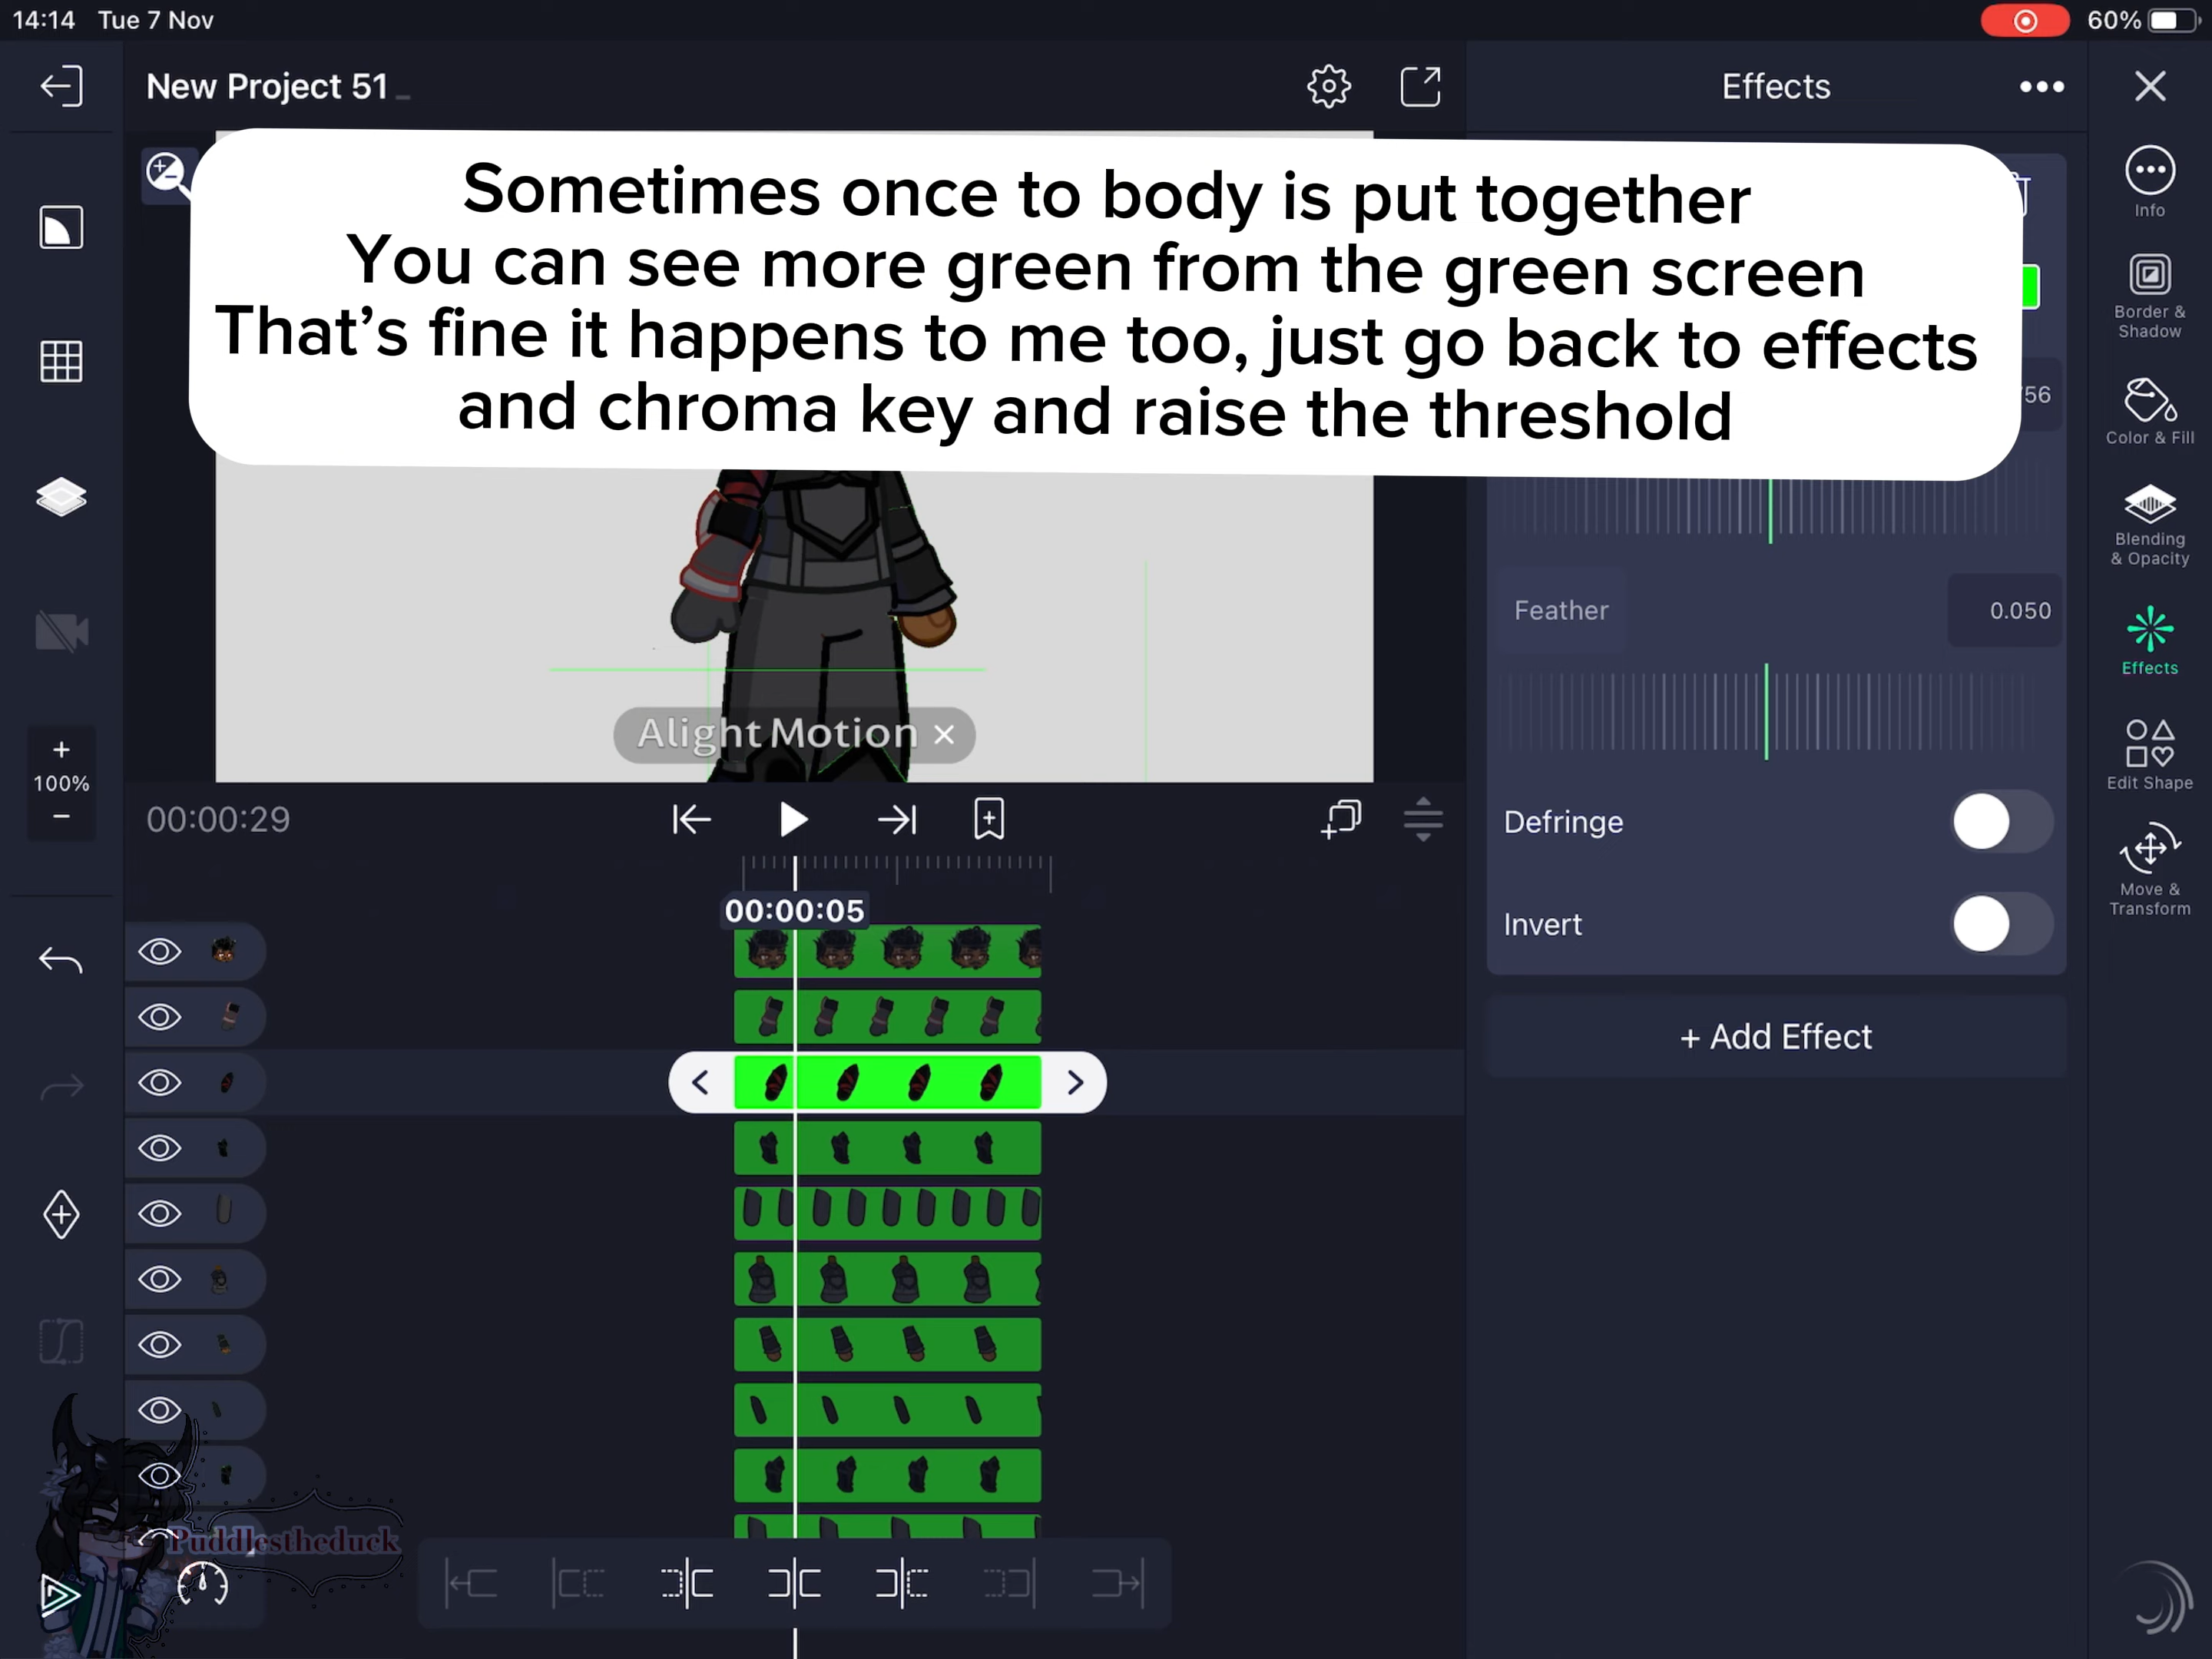 14:14 Tue 7 Nov
60%
New Project 51
Effects
Sometimes once to body is put together
You can see more green from the green screen
That's fine it happens to me too, just go back to effects
and chroma key and raise the threshold
Info
Border &
Shadow
56
Color & Fill
Blending
& Opacity
Feather
0.050
Effects
Alight Motion ×
+
100%
−
Edit Shape
00:00:29
Defringe
Move &
Transform
00:00:05
Invert
+ Add Effect
Puddlestheduck